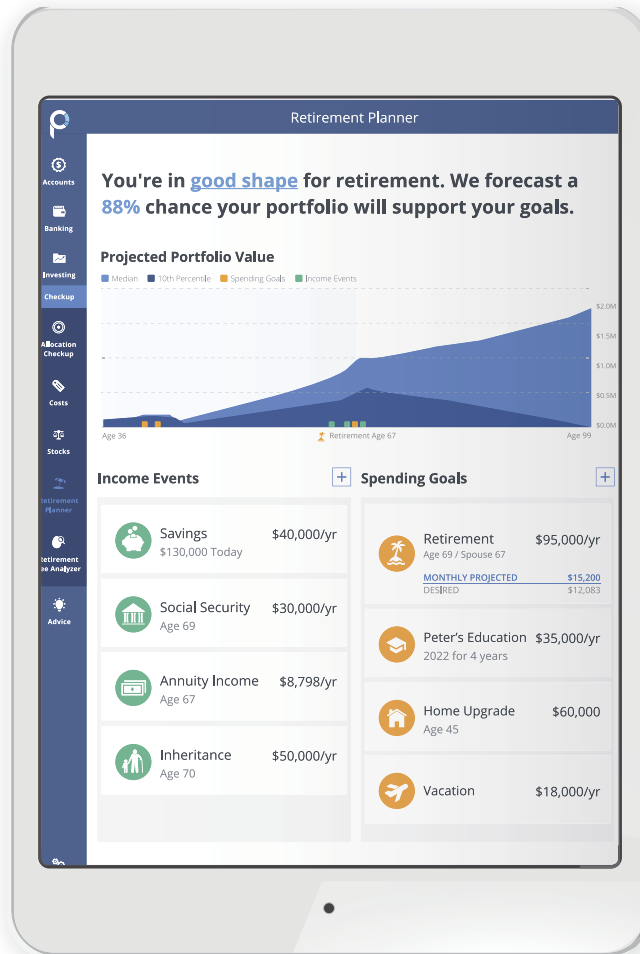 Retirement Planner
Accounts
Banking
Investing
Checkup
Allocation
Checkup
Costs
Stocks
Retirement
Planner
Retirement
Advice
You're in good shape for retirement. We forecast a
88% chance your portfolio will support your goals.
Projected Portfolio Value
Median 10th Percentile Spending Goals Income Events
$2.0M
$1.5M
$1.0M
$0.5M
$0.0M
Age 36 Retirement Age 67 Age 99
Income Events +
Savings $40,000/yr
$130,000 Today
Social Security $30,000/yr
Age 69
Annuity Income $8,798/yr
Age 67
Inheritance $50,000/yr
Age 70
Spending Goals +
Retirement $95,000/yr
Age 69 / Spouse 67
MONTHLY PROJECTED $15,200
DESIRED $12,083
Peter's Education $35,000/yr
2022 for 4 years
Home Upgrade $60,000
Age 45
Vacation $18,000/yr